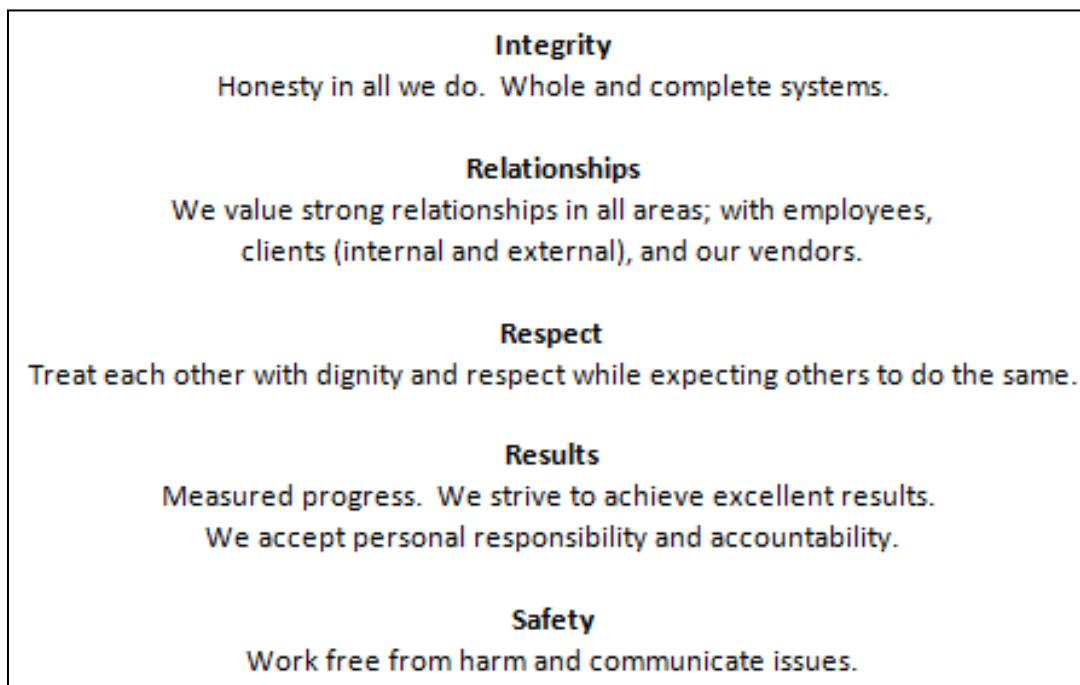 Integrity
Honesty in all we do.  Whole and complete systems.
Relationships
We value strong relationships in all areas; with employees,
clients (internal and external), and our vendors.
Respect
Treat each other with dignity and respect while expecting others to do the same.
Results
Measured progress.  We strive to achieve excellent results.
We accept personal responsibility and accountability.
Safety
Work free from harm and communicate issues.